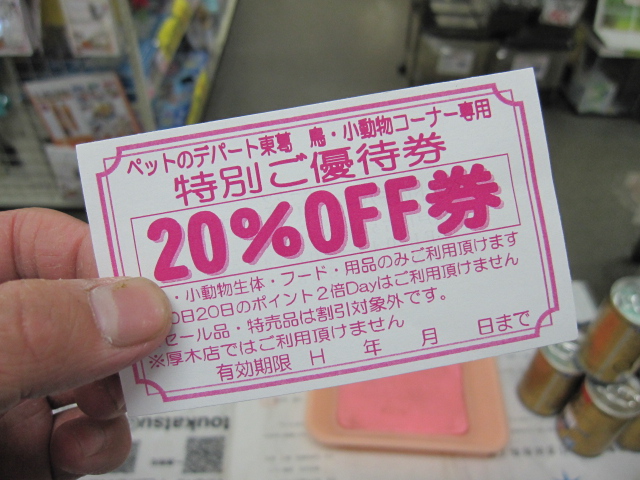 ペットのデパート東葛 鳥・小動物コーナー専用
特別ご優待券
20%OFF券
・小動物生体・フード・用品のみご利用頂けます
0日20日のポイント2倍Dayはご利用頂けません
セール品・特売品は割引対象外です。
※厚木店ではご利用頂けません
有効期限 H 年 月 日まで
toukatsu